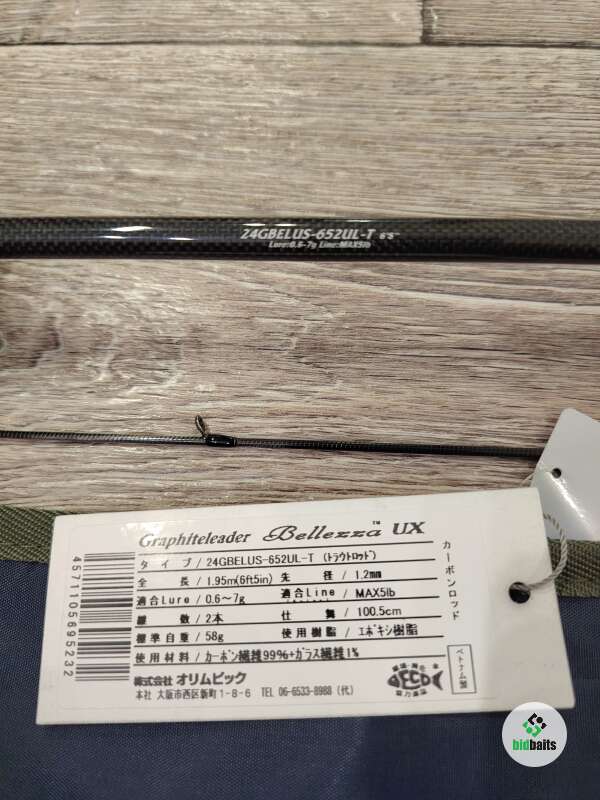 24GBELUS-652UL-T 6'5"
Lure:0.6-7g Line:MAX5lb
Graphiteleader Bellezza™ UX
カーボンロッド
タイプ/24GBELUS-652UL-T (トラウトロッド)
全長/1.95m(6ft5in) 先径/1.2mm
適合Lure/0.6~7g 適合Line/MAX5lb
継数/2本 仕舞/100.5cm
標準自重/58g 使用樹脂/エポキシ樹脂
使用材料/カーボン繊維99%+ガラス繊維1%
ベトナム製
株式会社オリムピック
本社 大阪市西区新町1-8-6 TEL 06-6533-8988 (代)
ECO
4571105695232
bidbaits